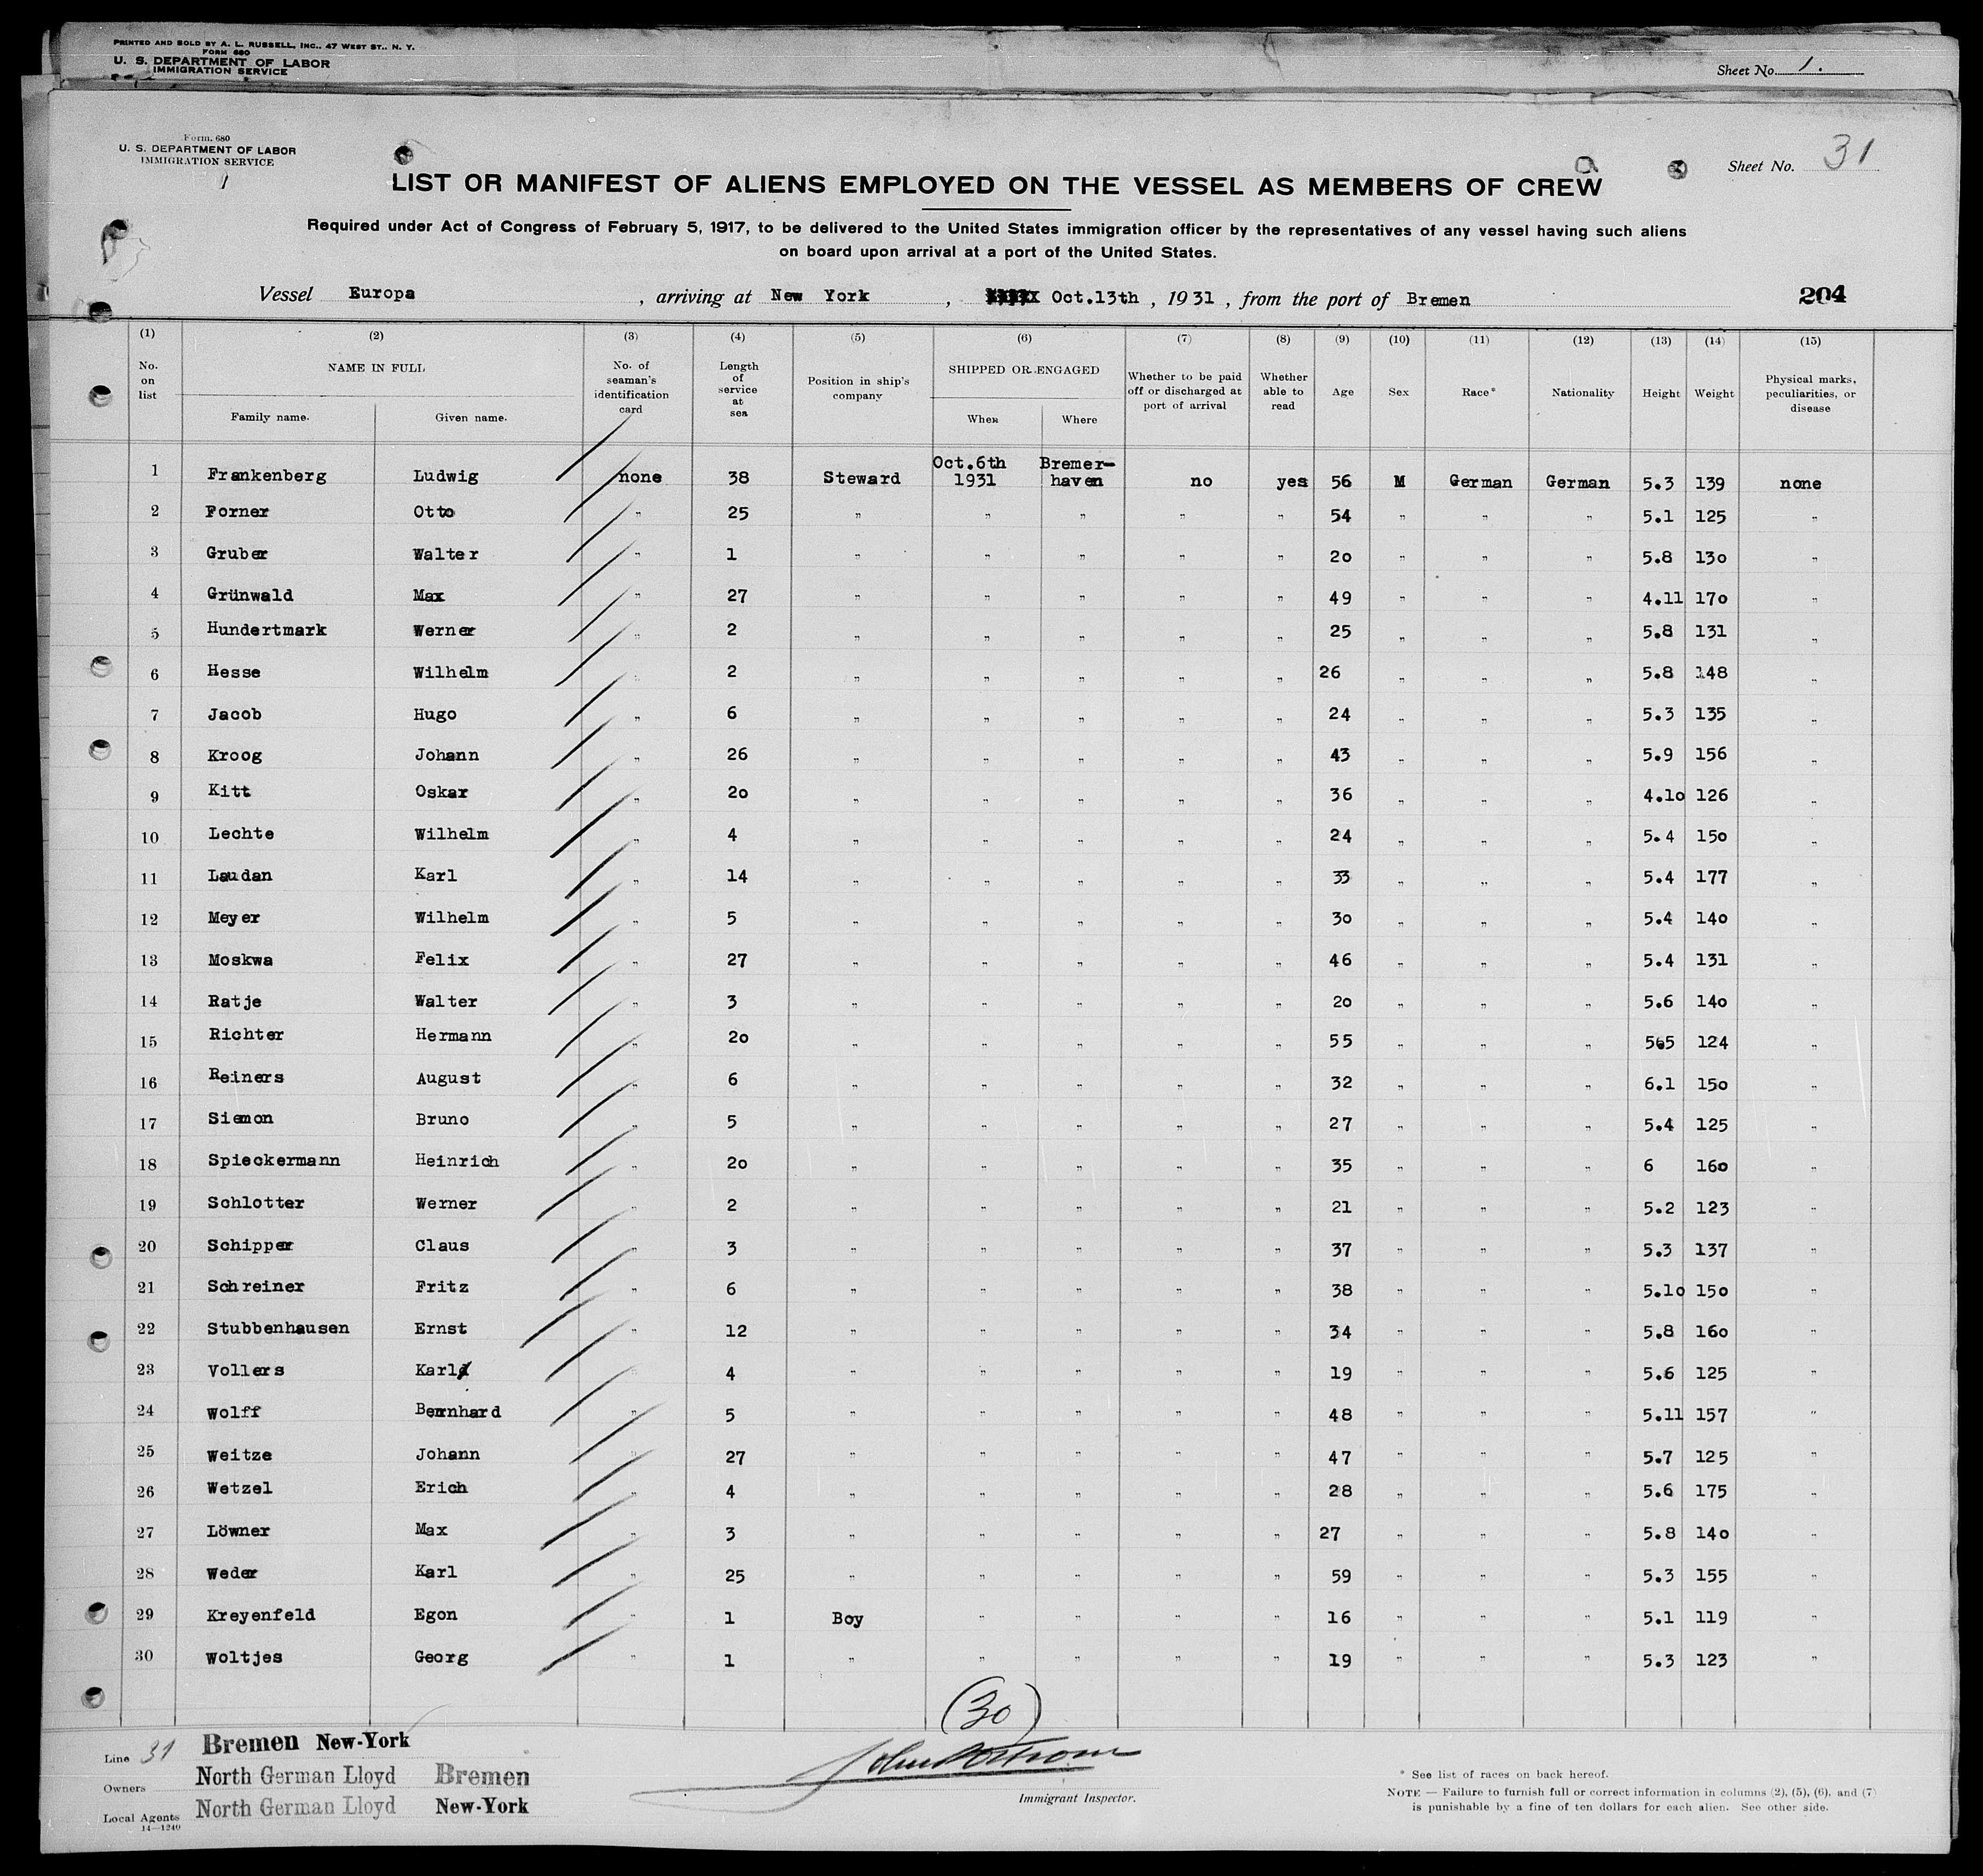 PRINTED AND SOLD BY A. L. RUSSELL, INC., 47 WEST ST., N. Y.
FORM 680
U. S. DEPARTMENT OF LABOR
IMMIGRATION SERVICE
Sheet No. 1.
Form. 680
U. S. DEPARTMENT OF LABOR
IMMIGRATION SERVICE
1
Sheet No. 31
LIST OR MANIFEST OF ALIENS EMPLOYED ON THE VESSEL AS MEMBERS OF CREW
Required under Act of Congress of February 5, 1917, to be delivered to the United States immigration officer by the representatives of any vessel having such aliens
on board upon arrival at a port of the United States.
Vessel Europa , arriving at New York , Oct.13th , 1931 , from the port of Bremen 204
(1) (2) (3) (4) (5) (6) (7) (8) (9) (10) (11) (12) (13) (14) (15)
No. on list NAME IN FULL Family name. Given name. No. of seaman's identification card Length of service at sea Position in ship's company SHIPPED OR ENGAGED When Where Whether to be paid off or discharged at port of arrival Whether able to read Age Sex Race* Nationality Height Weight Physical marks, peculiarities, or disease
1 Frankenberg Ludwig none 38 Steward Oct.6th 1931 Bremer-haven no yes 56 M German German 5.3 139 none
2 Forner Otto " 25 " " " " " 54 " " " 5.1 125 "
3 Gruber Walter " 1 " " " " " 20 " " " 5.8 130 "
4 Grünwald Max " 27 " " " " " 49 " " " 4.11 170 "
5 Hundertmark Werner " 2 " " " " " 25 " " " 5.8 131 "
6 Hesse Wilhelm " 2 " " " " " 26 " " " 5.8 148 "
7 Jacob Hugo " 6 " " " " " 24 " " " 5.3 135 "
8 Kroog Johann " 26 " " " " " 43 " " " 5.9 156 "
9 Kitt Oskar " 20 " " " " " 36 " " " 4.10 126 "
10 Lechte Wilhelm " 4 " " " " " 24 " " " 5.4 150 "
11 Laudan Karl " 14 " " " " " 33 " " " 5.4 177 "
12 Meyer Wilhelm " 5 " " " " " 30 " " " 5.4 140 "
13 Moskwa Felix " 27 " " " " " 46 " " " 5.4 131 "
14 Ratje Walter " 3 " " " " " 20 " " " 5.6 140 "
15 Richter Hermann " 20 " " " " " 55 " " " 565 124 "
16 Reiners August " 6 " " " " " 32 " " " 6.1 150 "
17 Siemon Bruno " 5 " " " " " 27 " " " 5.4 125 "
18 Spieckermann Heinrich " 20 " " " " " 35 " " " 6 160 "
19 Schlotter Werner " 2 " " " " " 21 " " " 5.2 123 "
20 Schipper Claus " 3 " " " " " 37 " " " 5.3 137 "
21 Schreiner Fritz " 6 " " " " " 38 " " " 5.10 150 "
22 Stubbenhausen Ernst " 12 " " " " " 34 " " " 5.8 160 "
23 Vollers Karl " 4 " " " " " 19 " " " 5.6 125 "
24 Wolff Bernhard " 5 " " " " " 48 " " " 5.11 157 "
25 Weitze Johann " 27 " " " " " 47 " " " 5.7 125 "
26 Wetzel Erich " 4 " " " " " 28 " " " 5.6 175 "
27 Löwner Max " 3 " " " " " 27 " " " 5.8 140 "
28 Weder Karl " 25 " " " " " 59 " " " 5.3 155 "
29 Kreyenfeld Egon " 1 Boy " " " " 16 " " " 5.1 119 "
30 Woltjes Georg " 1 " " " " " 19 " " " 5.3 123 "
(30)
Line 31 Bremen New-York
Owners North German Lloyd Bremen
Local Agents North German Lloyd New-York
14—1240
Immigrant Inspector.
* See list of races on back hereof.
NOTE — Failure to furnish full or correct information in columns (2), (5), (6), and (7)
is punishable by a fine of ten dollars for each alien. See other side.